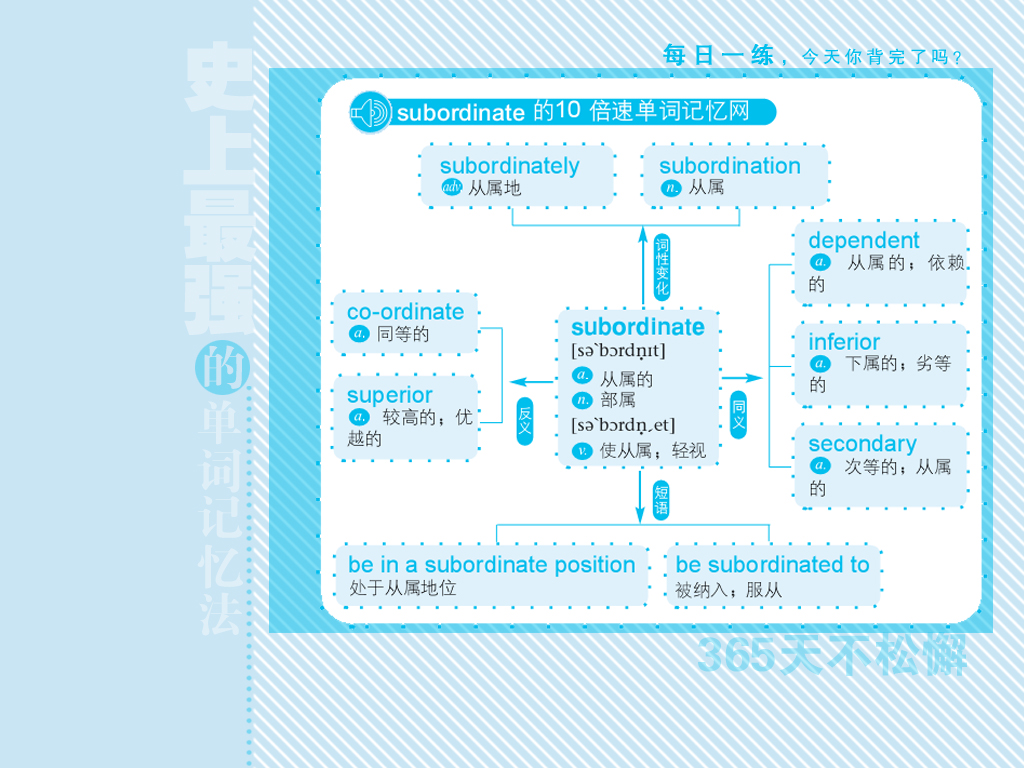 每日一练，今天你背完了吗？
史上最强的单词记忆法
subordinate 的10 倍速单词记忆网
subordinately
adv 从属地
subordination
n. 从属
词性变化
dependent
a. 从属的；依赖
的
co-ordinate
a. 同等的
superior
a. 较高的；优
越的
反义
subordinate
[sə`bɔrdn̩ɪt]
a. 从属的
n. 部属
[sə`bɔrdn̩ˏet]
v. 使从属；轻视
同义
inferior
a. 下属的；劣等
的
secondary
a. 次等的；从属
的
短语
be in a subordinate position
处于从属地位
be subordinated to
被纳入；服从
365天不松懈